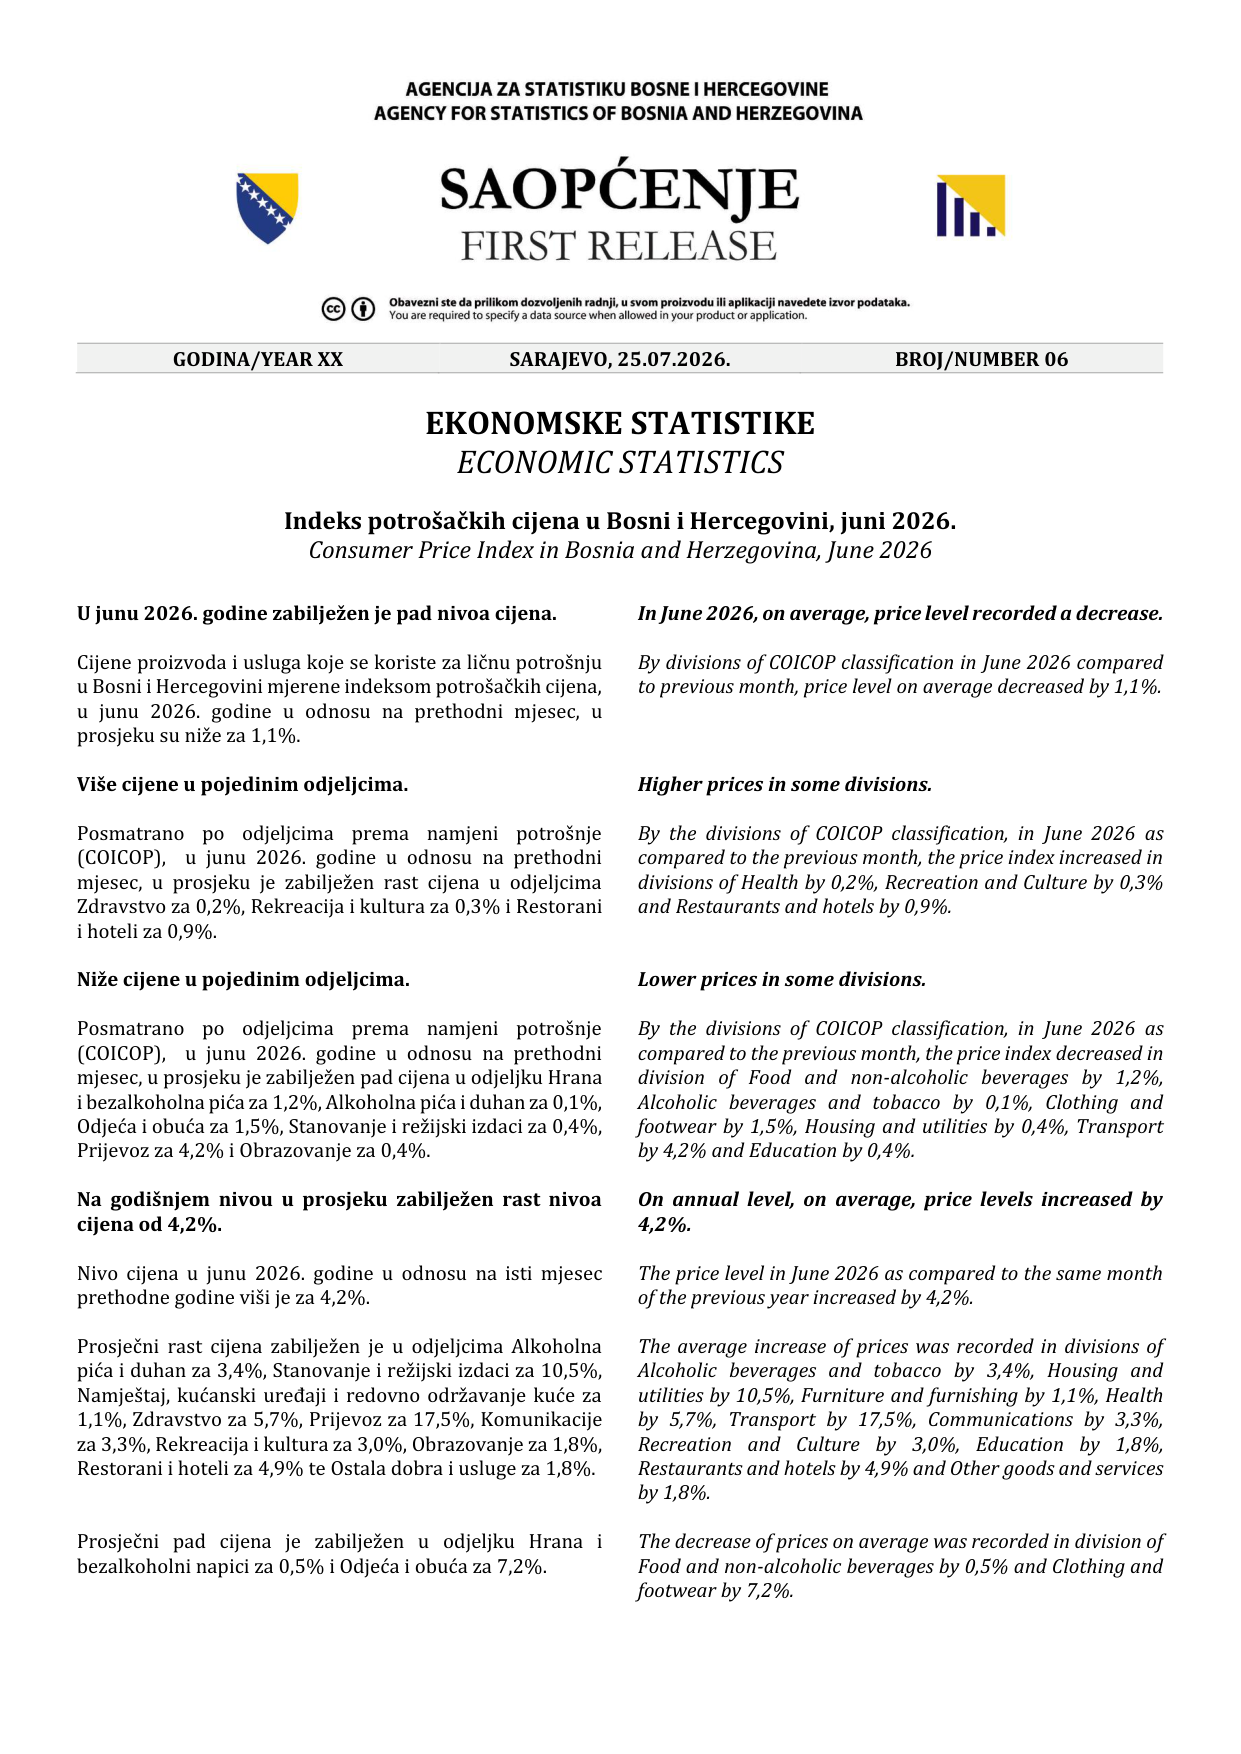 AGENCIJA ZA STATISTIKU BOSNE I HERCEGOVINE
AGENCY FOR STATISTICS OF BOSNIA AND HERZEGOVINA
SAOPĆENJE
FIRST RELEASE
cc
Obavezni ste da prilikom dozvoljenih radnji, u svom proizvodu ili aplikaciji navedete izvor podataka.
You are required to specify a data source when allowed in your product or application.
GODINA/YEAR XX SARAJEVO, 25.07.2026. BROJ/NUMBER 06
EKONOMSKE STATISTIKE
ECONOMIC STATISTICS
Indeks potrošačkih cijena u Bosni i Hercegovini, juni 2026.
Consumer Price Index in Bosnia and Herzegovina, June 2026
U junu 2026. godine zabilježen je pad nivoa cijena.
Cijene proizvoda i usluga koje se koriste za ličnu potrošnju
u Bosni i Hercegovini mjerene indeksom potrošačkih cijena,
u junu 2026. godine u odnosu na prethodni mjesec, u
prosjeku su niže za 1,1%.
Više cijene u pojedinim odjeljcima.
Posmatrano po odjeljcima prema namjeni potrošnje
(COICOP), u junu 2026. godine u odnosu na prethodni
mjesec, u prosjeku je zabilježen rast cijena u odjeljcima
Zdravstvo za 0,2%, Rekreacija i kultura za 0,3% i Restorani
i hoteli za 0,9%.
Niže cijene u pojedinim odjeljcima.
Posmatrano po odjeljcima prema namjeni potrošnje
(COICOP), u junu 2026. godine u odnosu na prethodni
mjesec, u prosjeku je zabilježen pad cijena u odjeljku Hrana
i bezalkoholna pića za 1,2%, Alkoholna pića i duhan za 0,1%,
Odjeća i obuća za 1,5%, Stanovanje i režijski izdaci za 0,4%,
Prijevoz za 4,2% i Obrazovanje za 0,4%.
Na godišnjem nivou u prosjeku zabilježen rast nivoa
cijena od 4,2%.
Nivo cijena u junu 2026. godine u odnosu na isti mjesec
prethodne godine viši je za 4,2%.
Prosječni rast cijena zabilježen je u odjeljcima Alkoholna
pića i duhan za 3,4%, Stanovanje i režijski izdaci za 10,5%,
Namještaj, kućanski uređaji i redovno održavanje kuće za
1,1%, Zdravstvo za 5,7%, Prijevoz za 17,5%, Komunikacije
za 3,3%, Rekreacija i kultura za 3,0%, Obrazovanje za 1,8%,
Restorani i hoteli za 4,9% te Ostala dobra i usluge za 1,8%.
Prosječni pad cijena je zabilježen u odjeljku Hrana i
bezalkoholni napici za 0,5% i Odjeća i obuća za 7,2%.
In June 2026, on average, price level recorded a decrease.
By divisions of COICOP classification in June 2026 compared
to previous month, price level on average decreased by 1,1%.
Higher prices in some divisions.
By the divisions of COICOP classification, in June 2026 as
compared to the previous month, the price index increased in
divisions of Health by 0,2%, Recreation and Culture by 0,3%
and Restaurants and hotels by 0,9%.
Lower prices in some divisions.
By the divisions of COICOP classification, in June 2026 as
compared to the previous month, the price index decreased in
division of Food and non-alcoholic beverages by 1,2%,
Alcoholic beverages and tobacco by 0,1%, Clothing and
footwear by 1,5%, Housing and utilities by 0,4%, Transport
by 4,2% and Education by 0,4%.
On annual level, on average, price levels increased by
4,2%.
The price level in June 2026 as compared to the same month
of the previous year increased by 4,2%.
The average increase of prices was recorded in divisions of
Alcoholic beverages and tobacco by 3,4%, Housing and
utilities by 10,5%, Furniture and furnishing by 1,1%, Health
by 5,7%, Transport by 17,5%, Communications by 3,3%,
Recreation and Culture by 3,0%, Education by 1,8%,
Restaurants and hotels by 4,9% and Other goods and services
by 1,8%.
The decrease of prices on average was recorded in division of
Food and non-alcoholic beverages by 0,5% and Clothing and
footwear by 7,2%.